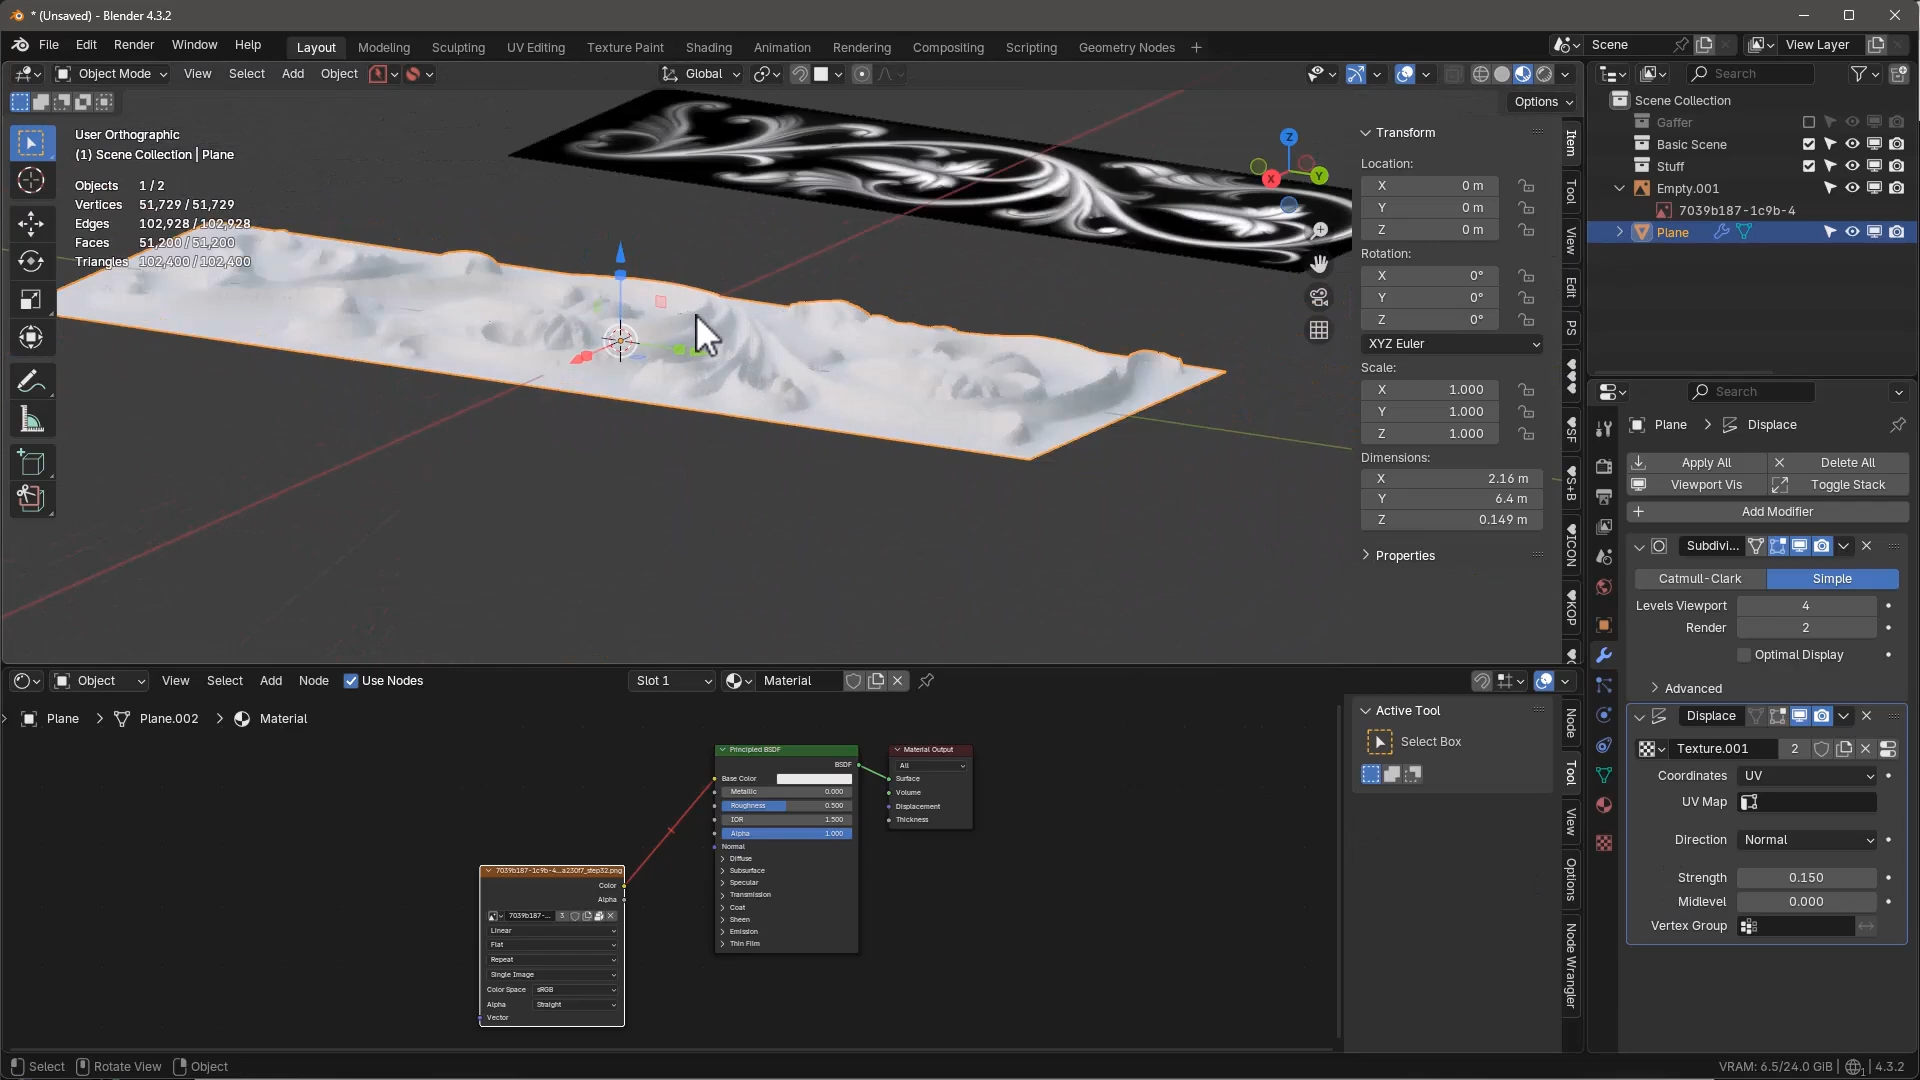 * (Unsaved) - Blender 4.3.2
File Edit Render Window Help Layout Modeling Sculpting UV Editing Texture Paint Shading Animation Rendering Compositing Scripting Geometry Nodes + Scene View Layer
Object Mode View Select Add Object Global Search
Options
User Orthographic
(1) Scene Collection | Plane
Objects 1 / 2
Vertices 51,729 / 51,729
Edges 102,928 / 102,928
Faces 51,200 / 51,200
Triangles 102,400 / 102,400
Z
X
Y
Transform
Location:
X 0 m
Y 0 m
Z 0 m
Rotation:
X 0°
Y 0°
Z 0°
XYZ Euler
Scale:
X 1.000
Y 1.000
Z 1.000
Dimensions:
X 2.16 m
Y 6.4 m
Z 0.149 m
Properties
Item
Tool
View
Edit
PS
SF
S+B
ICON
KOP
Scene Collection
Gaffer
Basic Scene
Stuff
Empty.001
7039b187-1c9b-4
Plane
Search
Plane > Displace
Apply All Delete All
Viewport Vis Toggle Stack
Add Modifier
Subdivi...
Catmull-Clark Simple
Levels Viewport 4
Render 2
Optimal Display
Advanced
Displace
Texture.001 2
Coordinates UV
UV Map
Direction Normal
Strength 0.150
Midlevel 0.000
Vertex Group
Object View Select Add Node Use Nodes Slot 1 Material
Plane > Plane.002 > Material
Principled BSDF
BSDF
Base Color
Metallic 0.000
Roughness 0.500
IOR 1.500
Alpha 1.000
Normal
Diffuse
Subsurface
Specular
Transmission
Coat
Sheen
Emission
Thin Film
Material Output
All
Surface
Volume
Displacement
Thickness
7039b187-1c9b-4...a230f7_step32.png
Color
Alpha
7039b187-... 3
Linear
Flat
Repeat
Single Image
Color Space sRGB
Alpha Straight
Vector
Active Tool
Select Box
Node
Tool
View
Options
Node Wrangler
Select Rotate View Object VRAM: 6.5/24.0 GiB 4.3.2